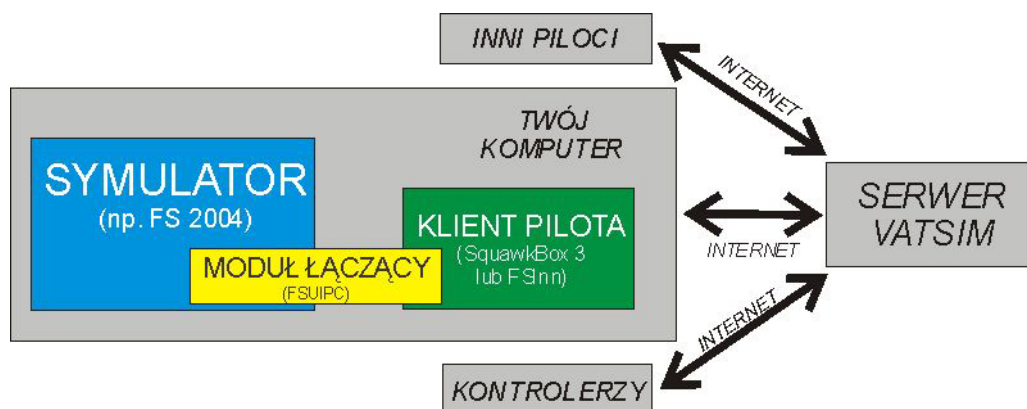 INNI PILOCI
INTERNET
TWÓJ
KOMPUTER
SYMULATOR
(np. FS 2004)
KLIENT PILOTA
(SquawkBox 3
lub FSInn)
MODUŁ ŁĄCZĄCY
(FSUIPC)
INTERNET
SERWER
VATSIM
INTERNET
KONTROLERZY